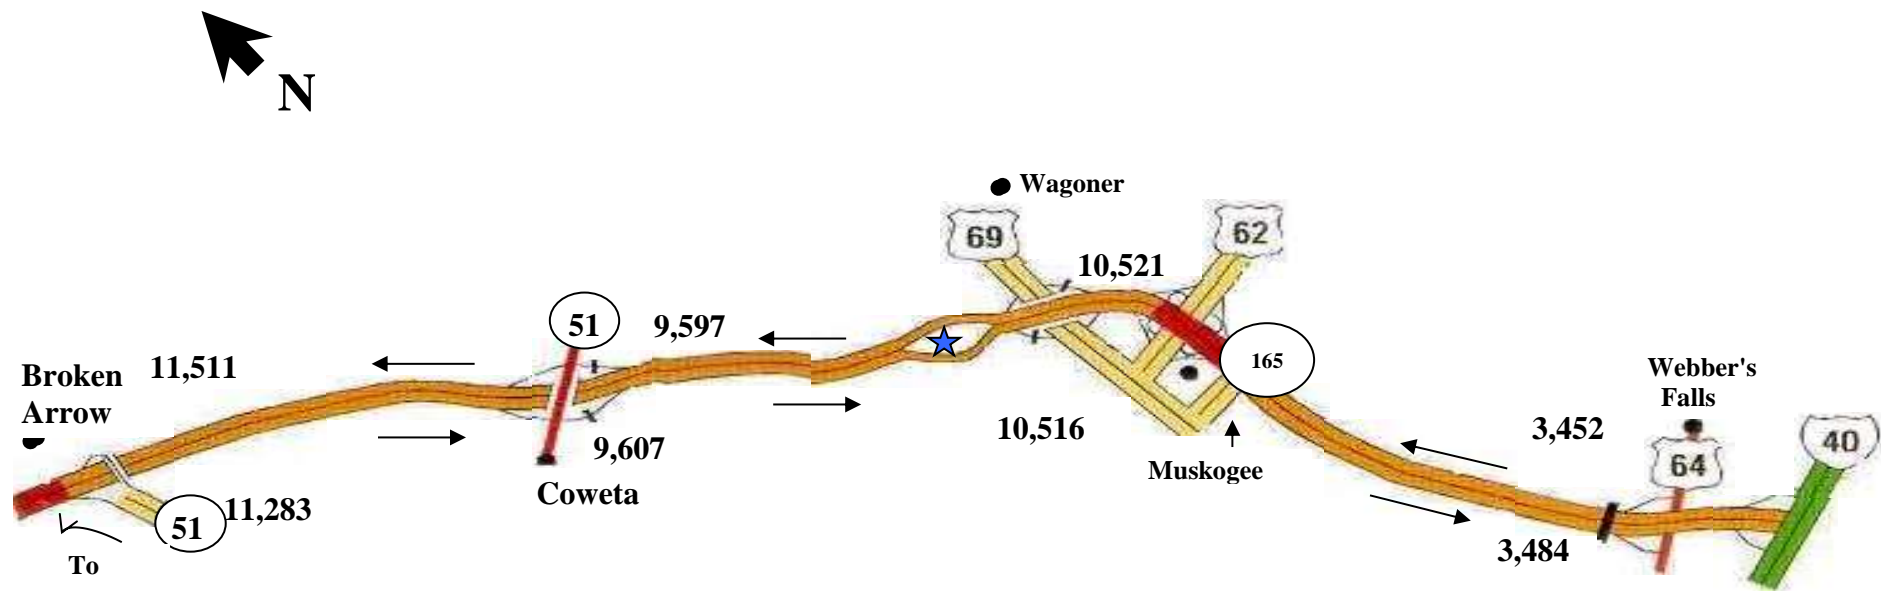 N
Wagoner
69
62
10,521
51
9,597
165
Broken
Arrow
11,511
Webber's
Falls
9,607
10,516
3,452
40
64
Muskogee
Coweta
51
11,283
3,484
To